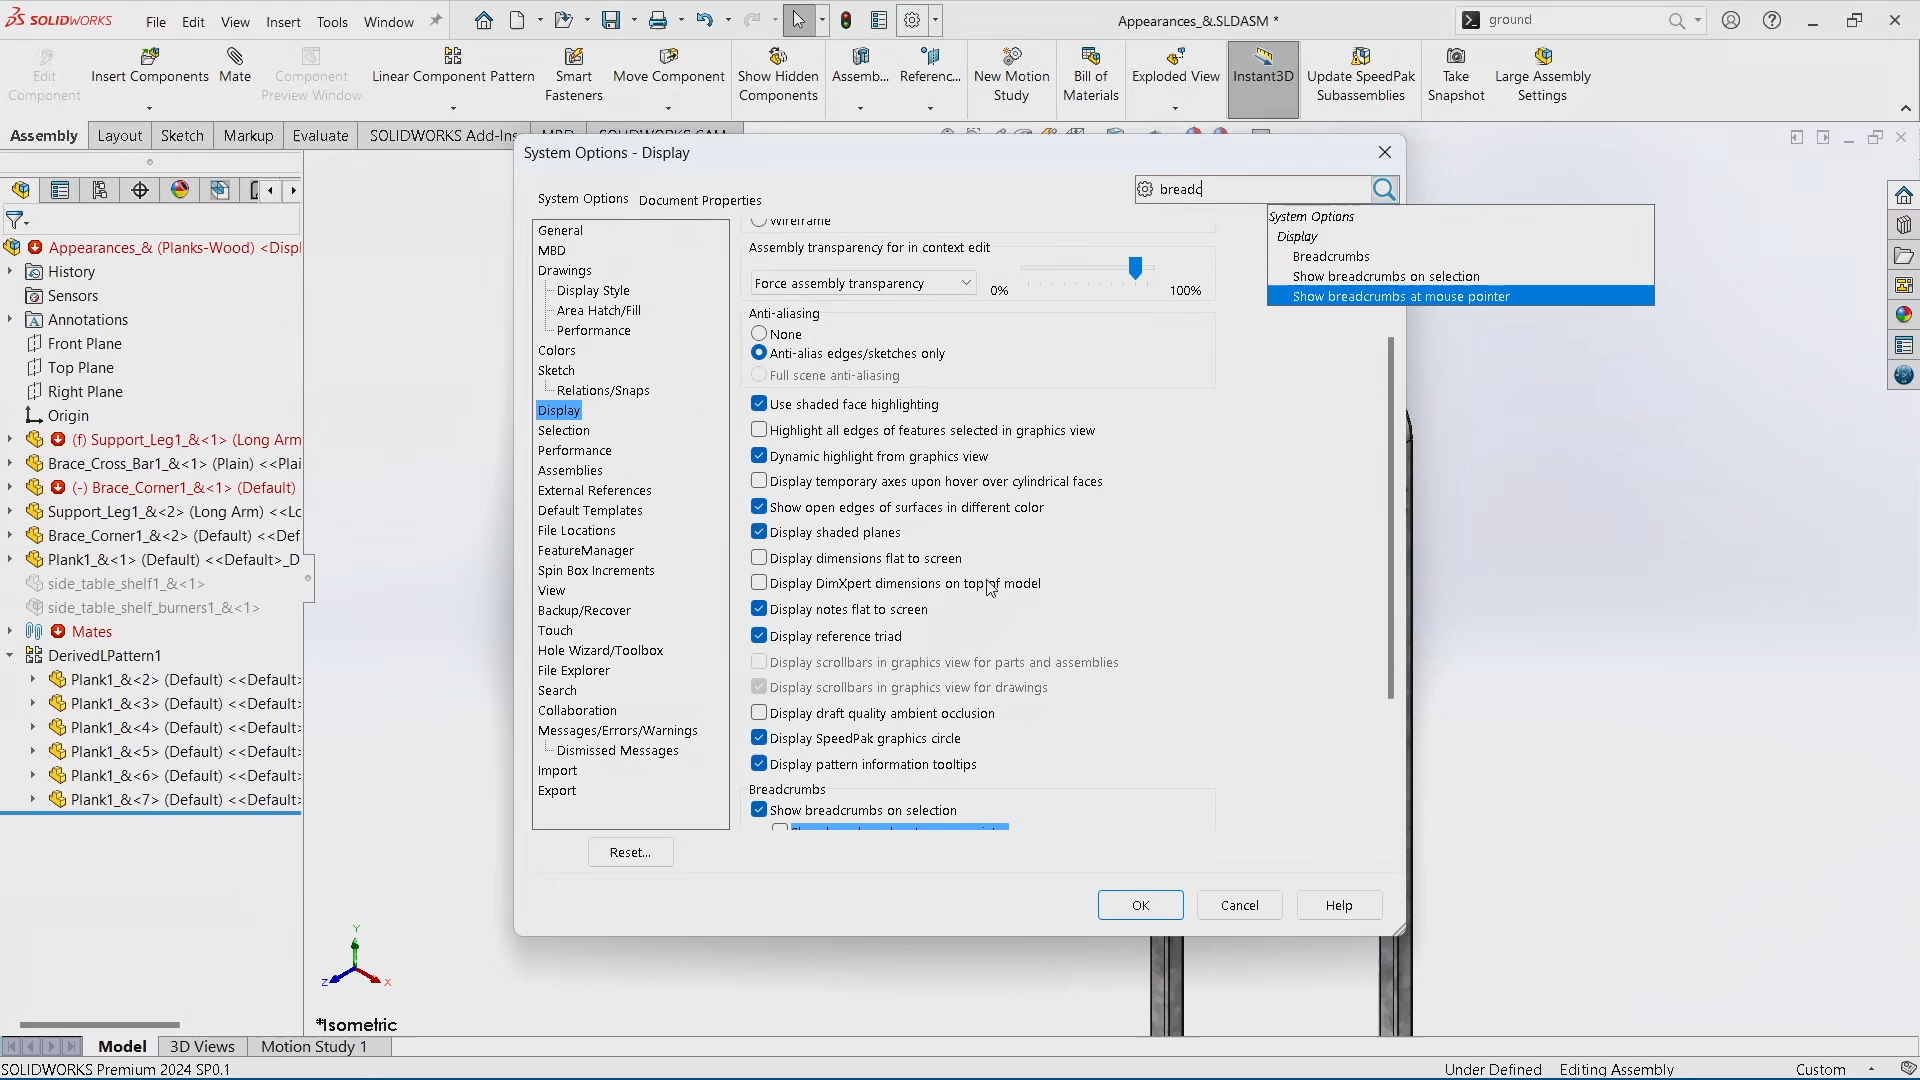 SOLIDWORKS File Edit View Insert Tools Window Appearances_&.SLDASM * ground
Edit Component
Insert Components
Mate
Component Preview Window
Linear Component Pattern
Smart Fasteners
Move Component
Show Hidden Components
Assemb...
Referenc...
New Motion Study
Bill of Materials
Exploded View
Instant3D
Update SpeedPak Subassemblies
Take Snapshot
Large Assembly Settings
Assembly Layout Sketch Markup Evaluate SOLIDWORKS Add-Ins MBD SOLIDWORKS CAM
Appearances_& (Planks-Wood) <Displ
History
Sensors
Annotations
Front Plane
Top Plane
Right Plane
Origin
(f) Support_Leg1_&<1> (Long Arm
Brace_Cross_Bar1_&<1> (Plain) <<Plai
(-) Brace_Corner1_&<1> (Default)
Support_Leg1_&<2> (Long Arm) <<Lo
Brace_Corner1_&<2> (Default) <<Def
Plank1_&<1> (Default) <<Default>_D
side_table_shelf1_&<1>
side_table_shelf_burners1_&<1>
Mates
DerivedLPattern1
Plank1_&<2> (Default) <<Default>
Plank1_&<3> (Default) <<Default>
Plank1_&<4> (Default) <<Default>
Plank1_&<5> (Default) <<Default>
Plank1_&<6> (Default) <<Default>
Plank1_&<7> (Default) <<Default>
System Options - Display
System Options Document Properties
breadc
System Options
Display
Breadcrumbs
Show breadcrumbs on selection
Show breadcrumbs at mouse pointer
General
MBD
Drawings
Display Style
Area Hatch/Fill
Performance
Colors
Sketch
Relations/Snaps
Display
Selection
Performance
Assemblies
External References
Default Templates
File Locations
FeatureManager
Spin Box Increments
View
Backup/Recover
Touch
Hole Wizard/Toolbox
File Explorer
Search
Collaboration
Messages/Errors/Warnings
Dismissed Messages
Import
Export
Reset...
Wireframe
Assembly transparency for in context edit
Force assembly transparency 0% 100%
Anti-aliasing
None
Anti-alias edges/sketches only
Full scene anti-aliasing
Use shaded face highlighting
Highlight all edges of features selected in graphics view
Dynamic highlight from graphics view
Display temporary axes upon hover over cylindrical faces
Show open edges of surfaces in different color
Display shaded planes
Display dimensions flat to screen
Display DimXpert dimensions on top of model
Display notes flat to screen
Display reference triad
Display scrollbars in graphics view for parts and assemblies
Display scrollbars in graphics view for drawings
Display draft quality ambient occlusion
Display SpeedPak graphics circle
Display pattern information tooltips
Breadcrumbs
Show breadcrumbs on selection
OK Cancel Help
Y
Z X
*Isometric
Model 3D Views Motion Study 1
SOLIDWORKS Premium 2024 SP0.1 Under Defined Editing Assembly Custom